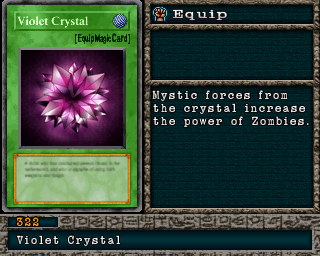 Violet Crystal
[EquipMagicCard]
Equip
Mystic forces from
the crystal increase
the power of Zombies.
322
Violet Crystal